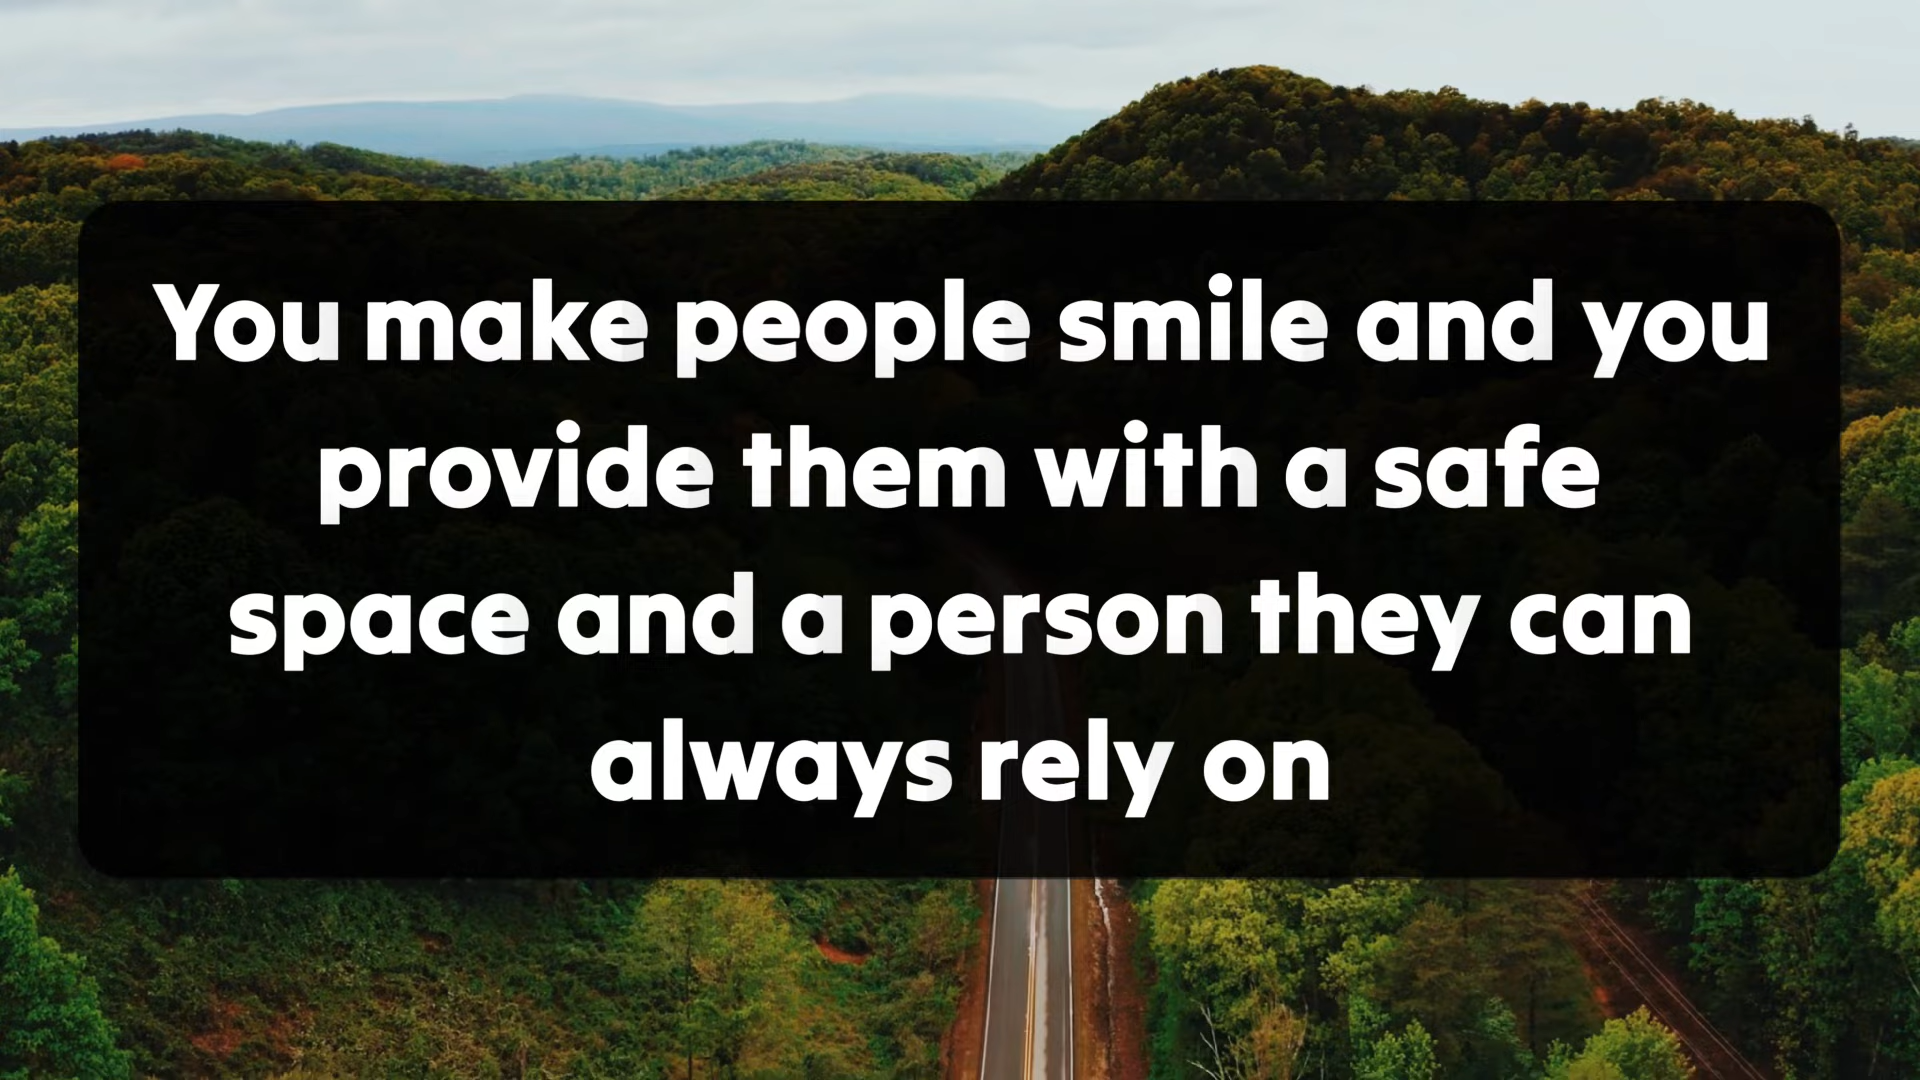 You make people smile and you
provide them with a safe
space and a person they can
always rely on